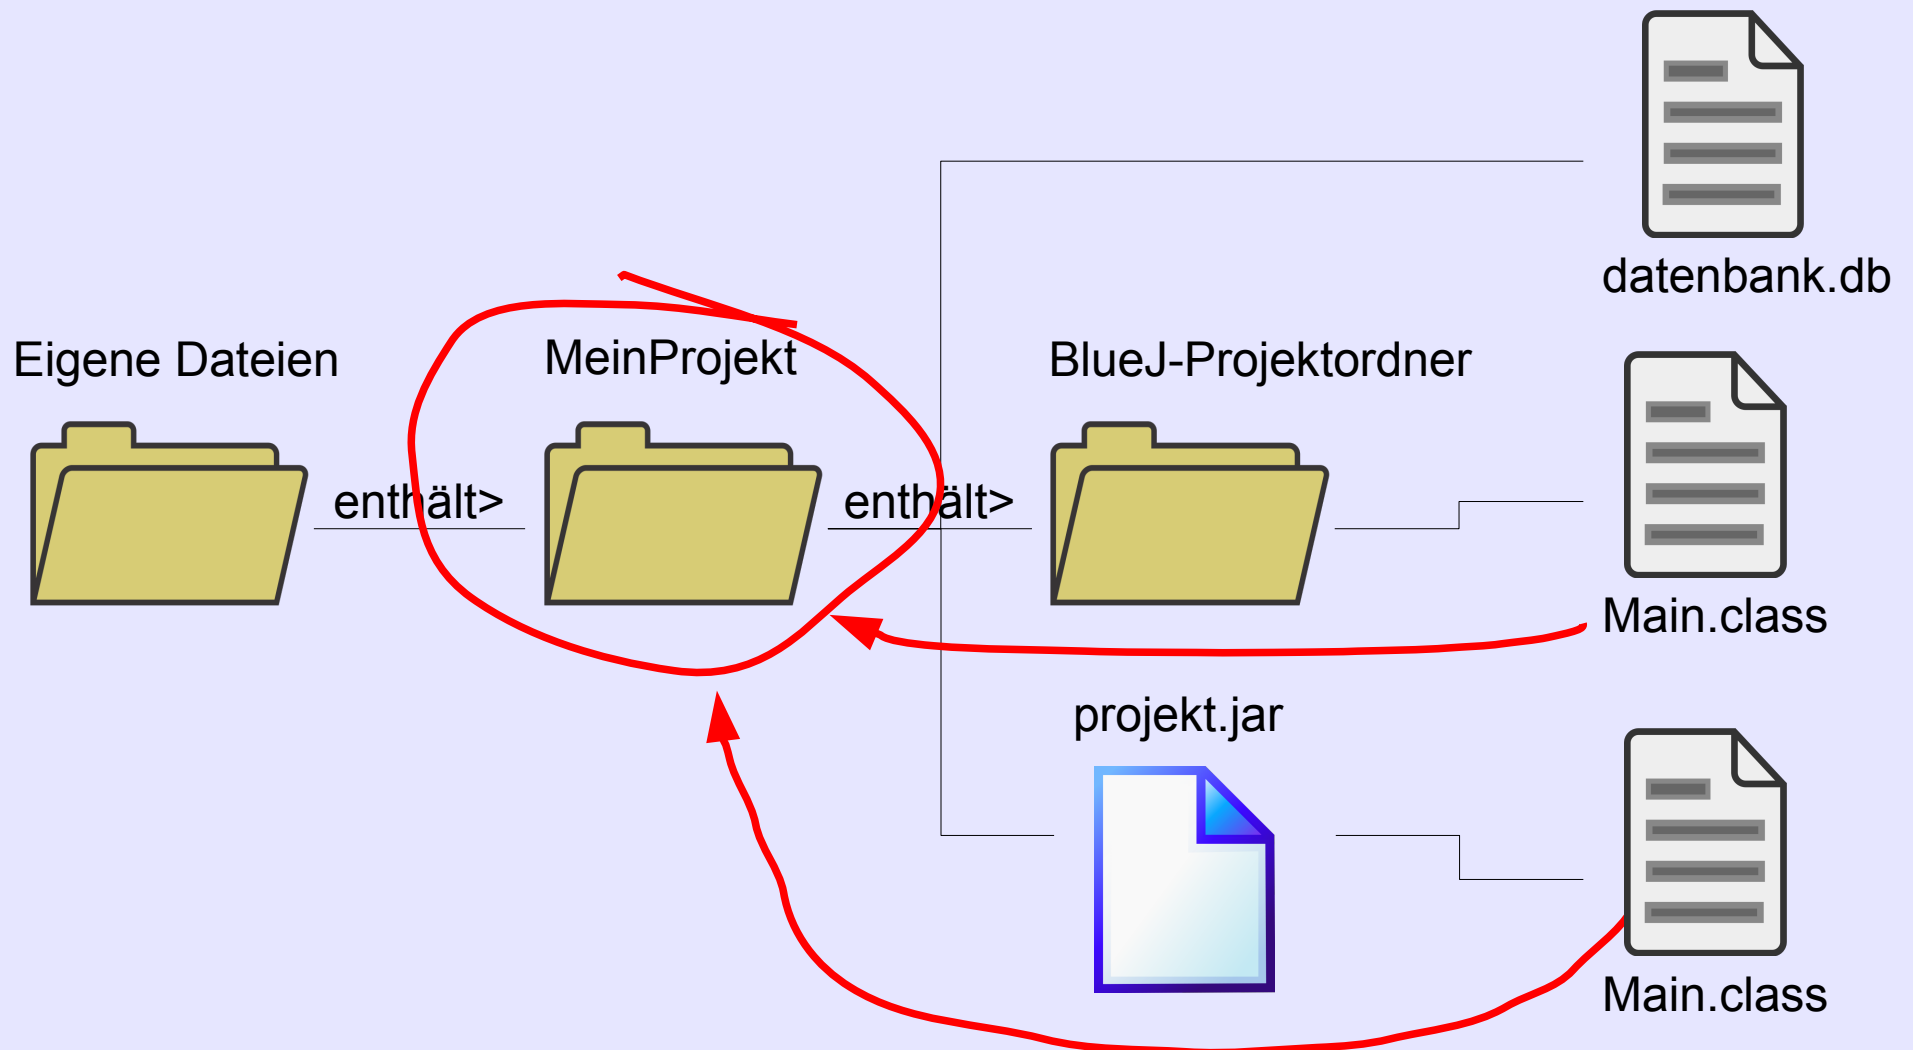 datenbank.db
Eigene Dateien
MeinProjekt
BlueJ-Projektordner
enthält>
enthält>
Main.class
projekt.jar
Main.class